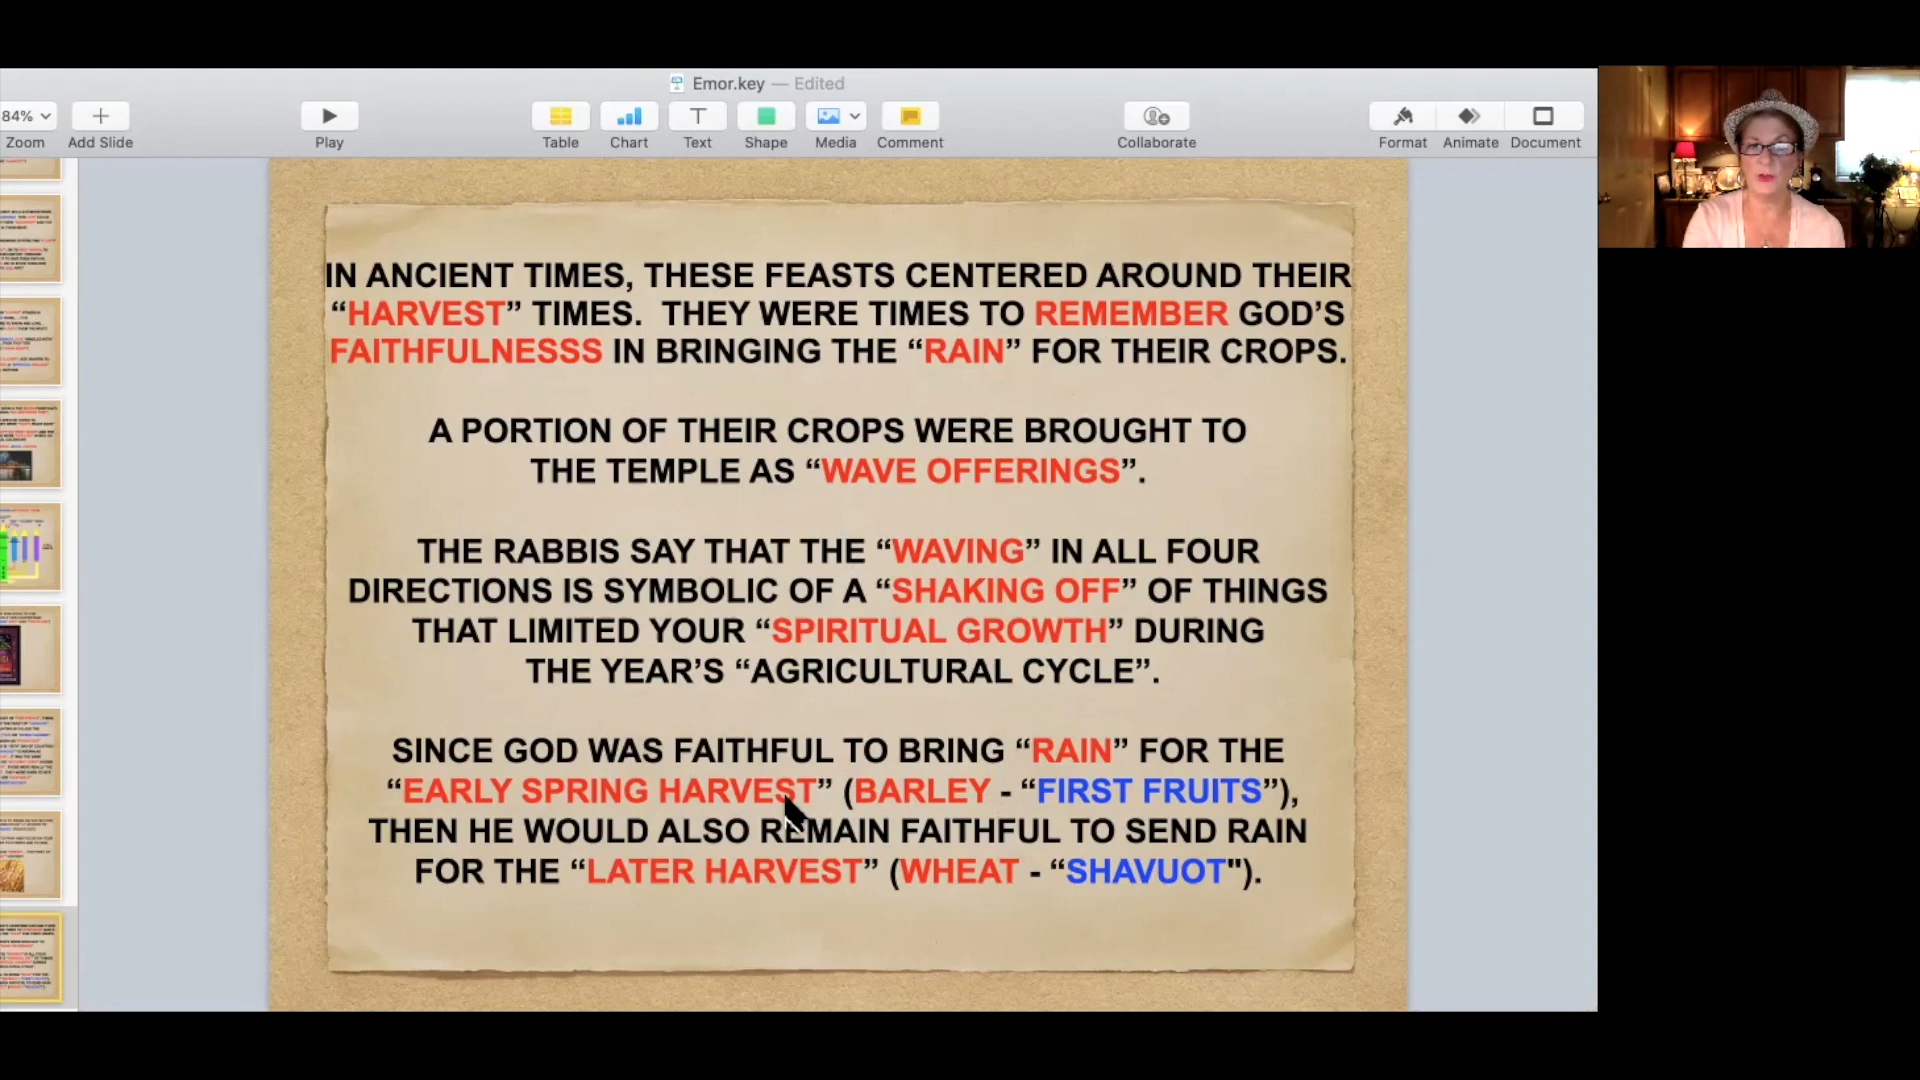 Emor.key — Edited
84%
Zoom
Add Slide
Play
Table
Chart
Text
Shape
Media
Comment
Collaborate
Format
Animate
Document
IN ANCIENT TIMES, THESE FEASTS CENTERED AROUND THEIR
“HARVEST” TIMES. THEY WERE TIMES TO REMEMBER GOD’S
FAITHFULNESSS IN BRINGING THE “RAIN” FOR THEIR CROPS.
A PORTION OF THEIR CROPS WERE BROUGHT TO
THE TEMPLE AS “WAVE OFFERINGS”.
THE RABBIS SAY THAT THE “WAVING” IN ALL FOUR
DIRECTIONS IS SYMBOLIC OF A “SHAKING OFF” OF THINGS
THAT LIMITED YOUR “SPIRITUAL GROWTH” DURING
THE YEAR’S “AGRICULTURAL CYCLE”.
SINCE GOD WAS FAITHFUL TO BRING “RAIN” FOR THE
“EARLY SPRING HARVEST” (BARLEY - “FIRST FRUITS”),
THEN HE WOULD ALSO REMAIN FAITHFUL TO SEND RAIN
FOR THE “LATER HARVEST” (WHEAT - “SHAVUOT").